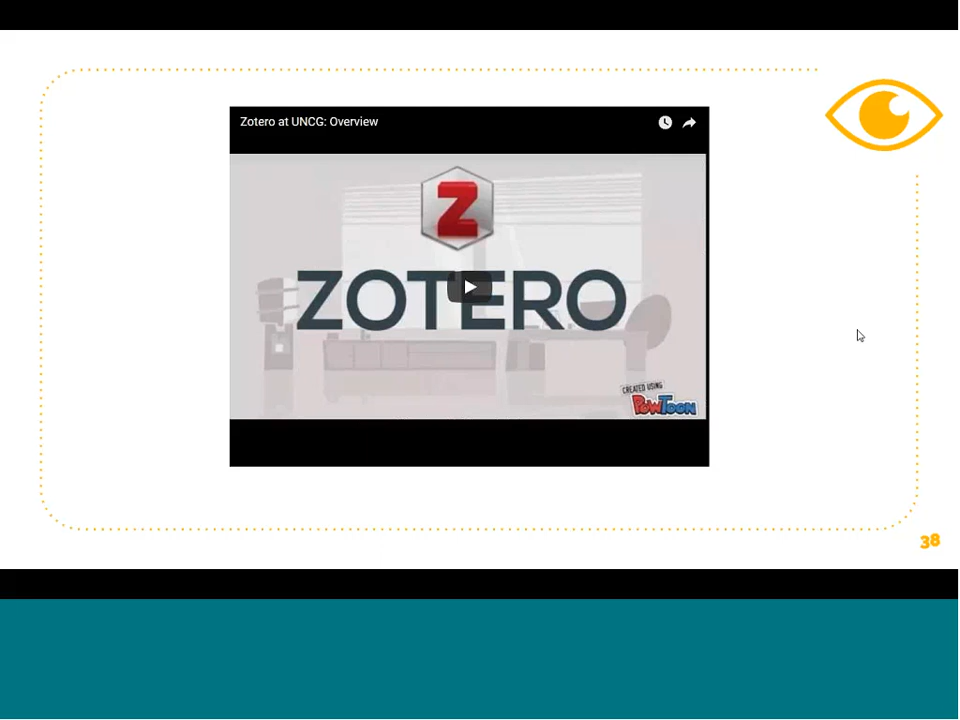 Zotero at UNCG: Overview
Z
ZOTERO
CREATED USING
POWTOON
38